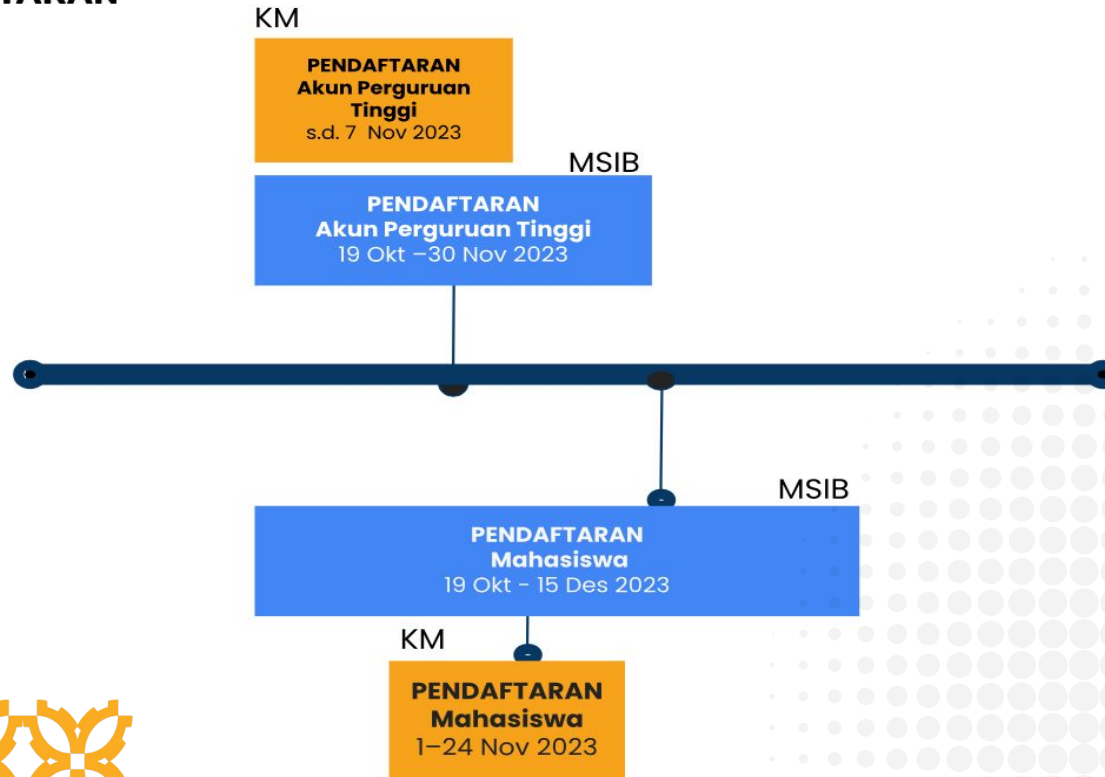 KM
PENDAFTARAN
Akun Perguruan
Tinggi
s.d. 7 Nov 2023
MSIB
PENDAFTARAN
Akun Perguruan Tinggi
19 Okt –30 Nov 2023
MSIB
PENDAFTARAN
Mahasiswa
19 Okt - 15 Des 2023
KM
PENDAFTARAN
Mahasiswa
1–24 Nov 2023